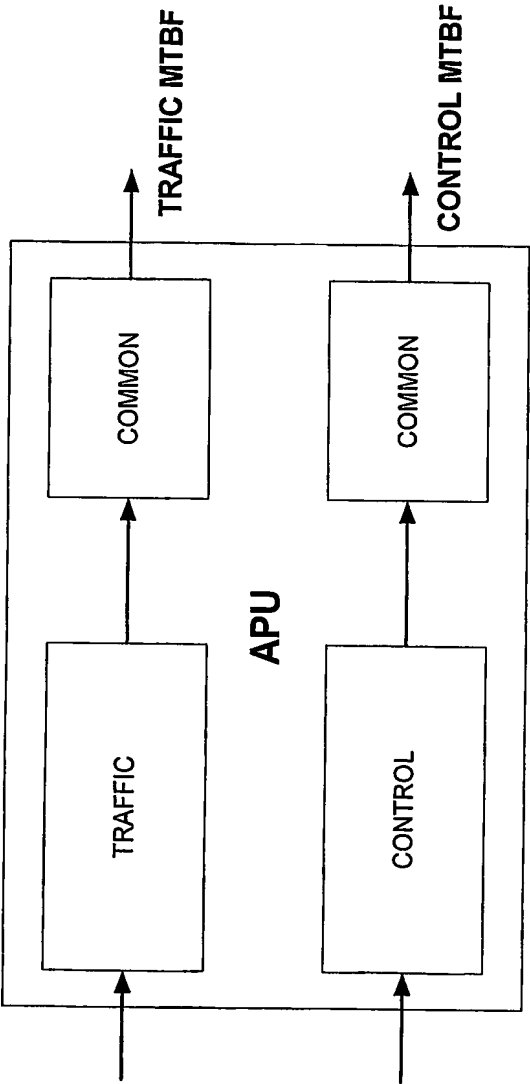 TRAFFIC
COMMON
TRAFFIC MTBF
APU
CONTROL
COMMON
CONTROL MTBF